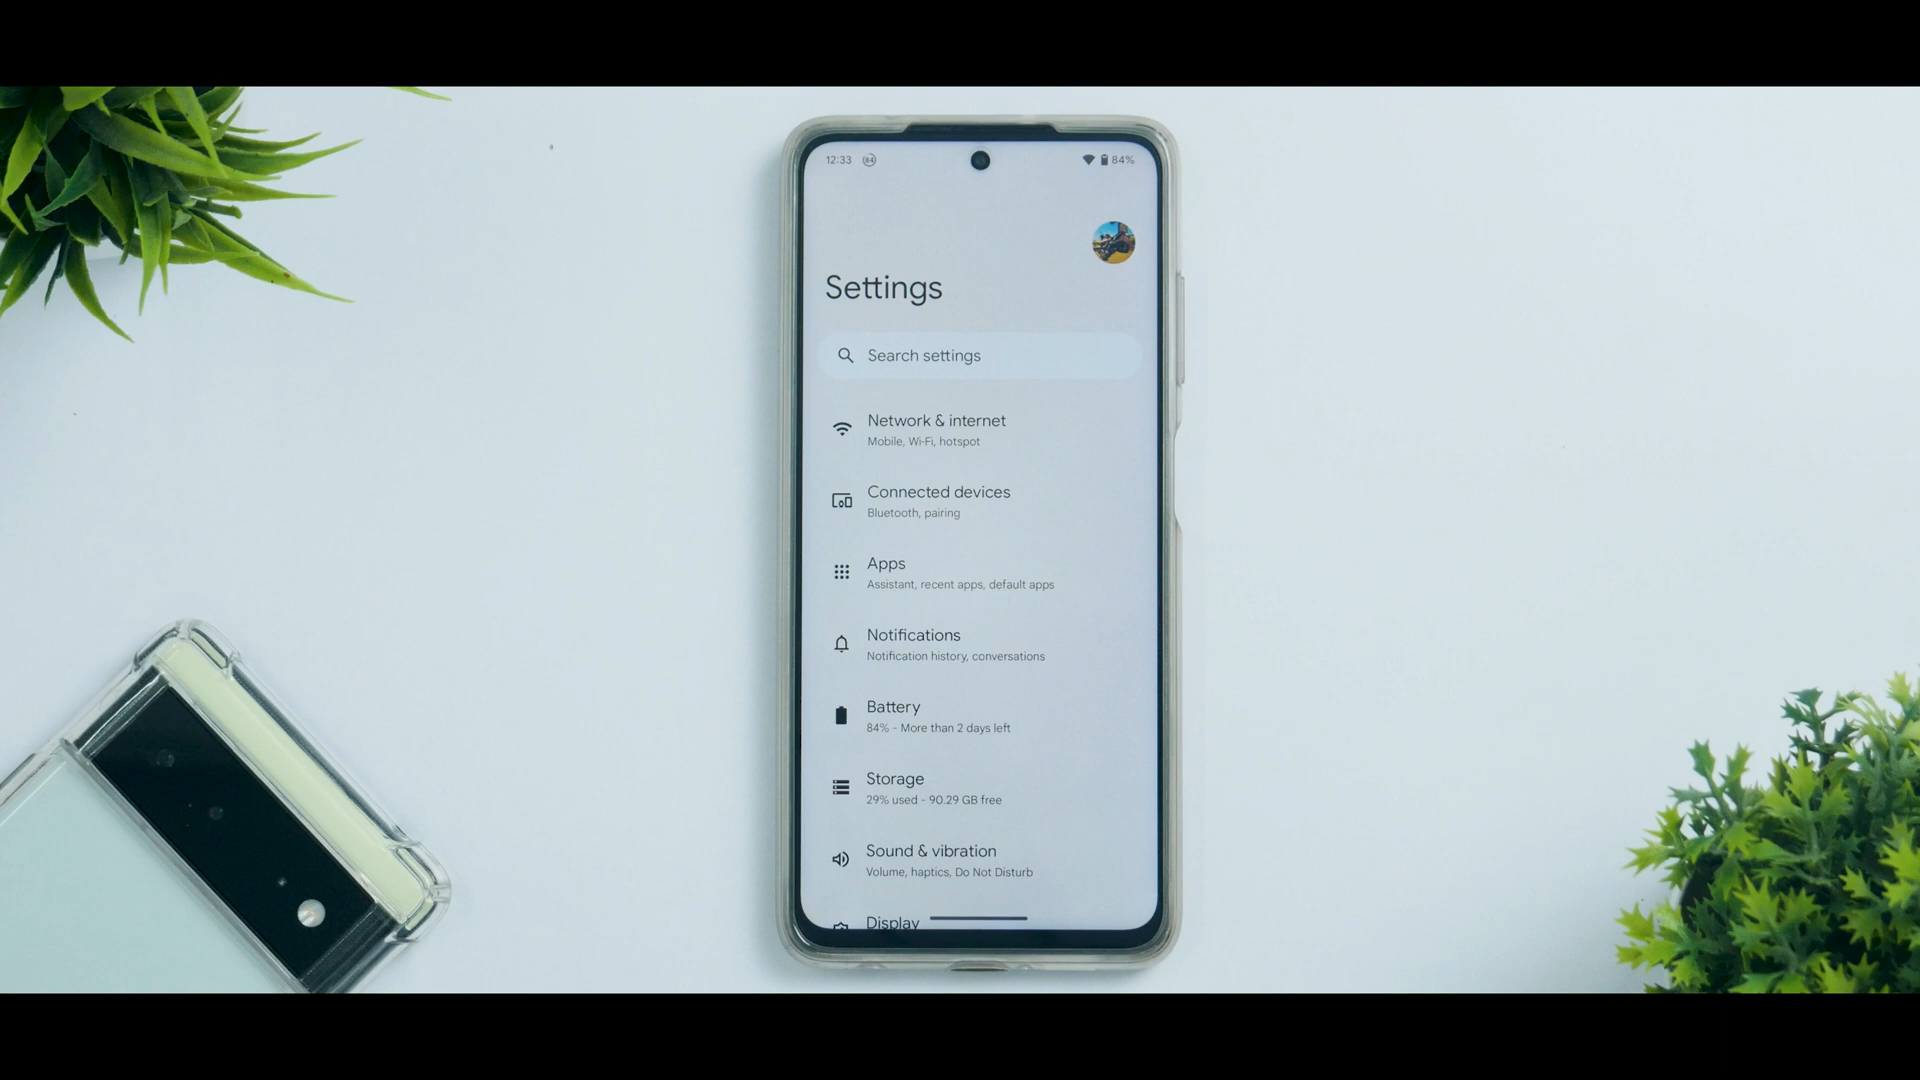 12:33 84 84%
Settings
Search settings
Network & internet
Mobile, Wi-Fi, hotspot
Connected devices
Bluetooth, pairing
Apps
Assistant, recent apps, default apps
Notifications
Notification history, conversations
Battery
84% - More than 2 days left
Storage
29% used - 90.29 GB free
Sound & vibration
Volume, haptics, Do Not Disturb
Display